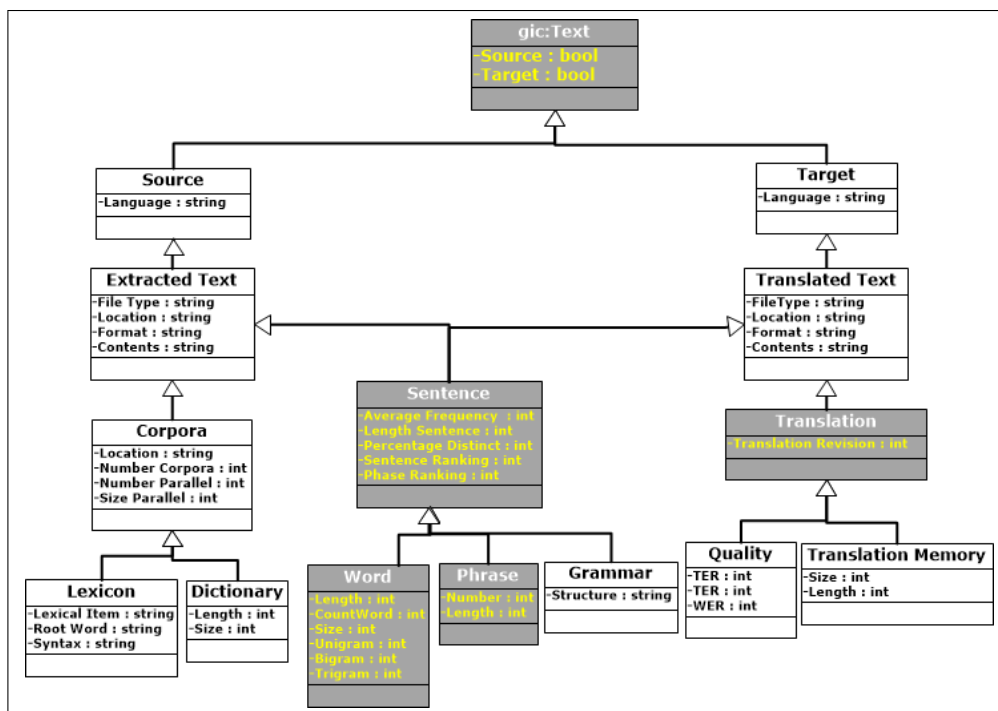 gic:Text
-Source : bool
-Target : bool
Source
-Language : string
Target
-Language : string
Extracted Text
-File Type : string
-Location : string
-Format : string
-Contents : string
Translated Text
-FileType : string
-Location : string
-Format : string
-Contents : string
Sentence
-Average Frequency : int
-Length Sentence : int
-Percentage Distinct : int
-Sentence Ranking : int
-Phase Ranking : int
Translation
-Translation Revision : int
Corpora
-Location : string
-Number Corpora : int
-Number Parallel : int
-Size Parallel : int
Lexicon
-Lexical Item : string
-Root Word : string
-Syntax : string
Dictionary
-Length : int
-Size : int
Word
-Length : int
-CountWord : int
-Size : int
-Unigram : int
-Bigram : int
-Trigram : int
Phrase
-Number : int
-Length : int
Grammar
-Structure : string
Quality
-TER : int
-TER : int
-WER : int
Translation Memory
-Size : int
-Length : int